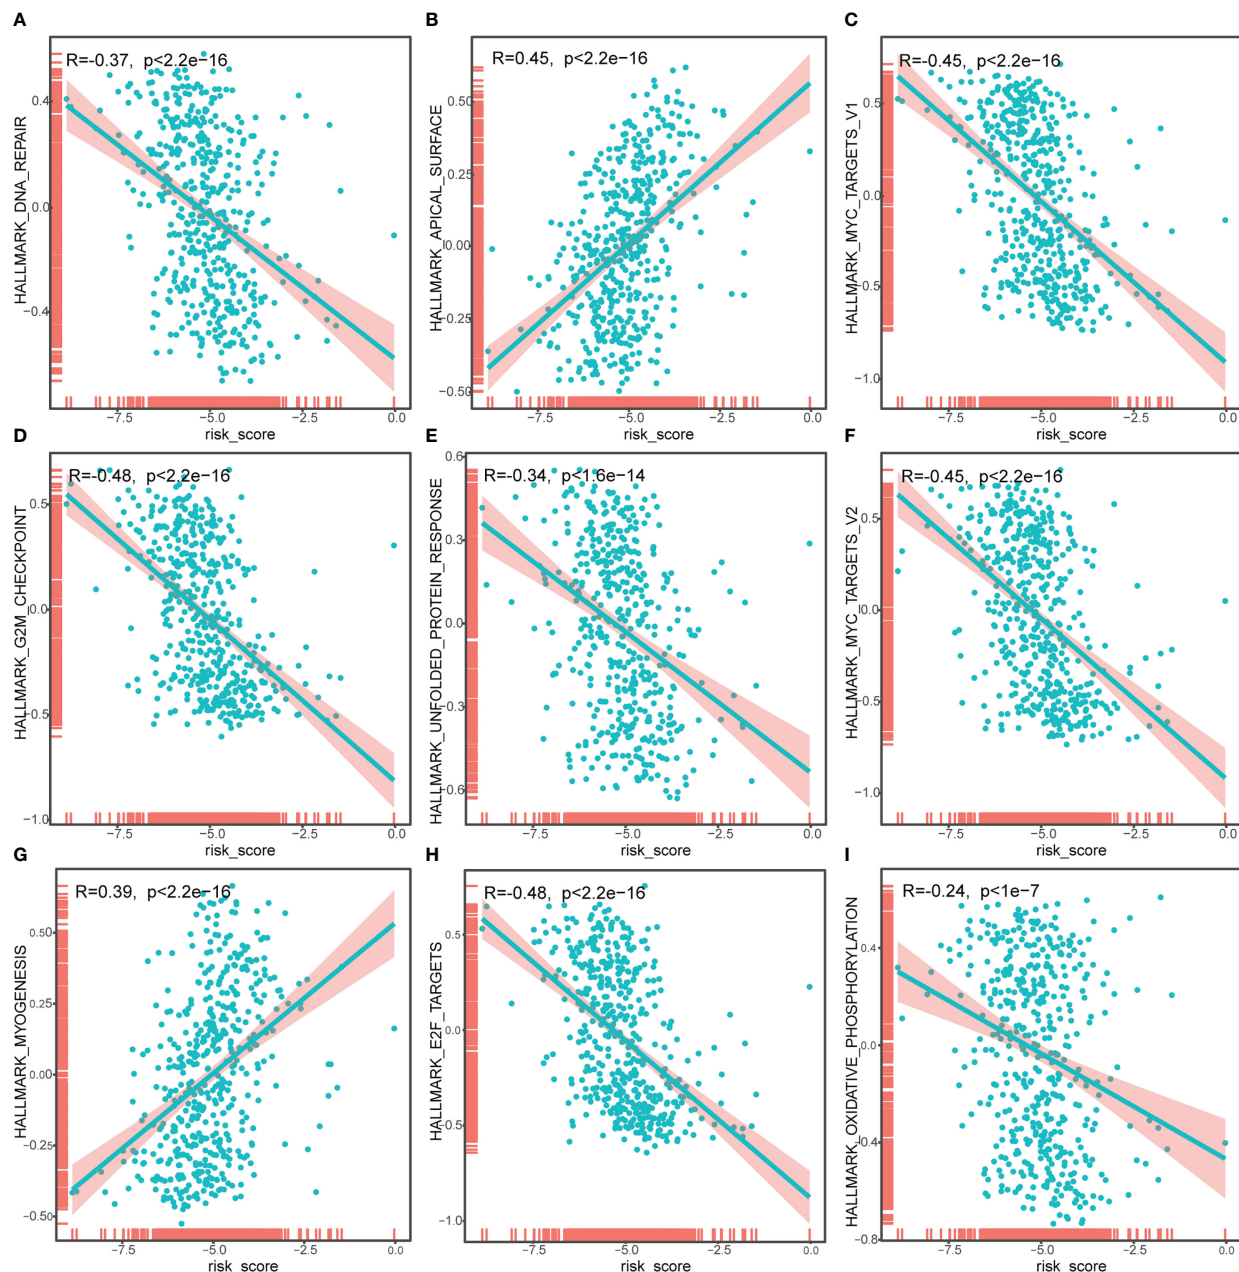 A
HALLMARK_DNA_REPAIR
R=-0.37, p<2.2e-16
0.4
0.0
-0.4
-7.5 -5.0 -2.5 0.0
risk_score
B
HALLMARK_APICAL_SURFACE
R=0.45, p<2.2e-16
0.50
0.25
0.00
-0.25
-0.50
-7.5 -5.0 -2.5 0.0
risk_score
C
HALLMARK_MYC_TARGETS_V1
R=-0.45, p<2.2e-16
0.5
0.0
-0.5
-1.0
-7.5 -5.0 -2.5 0.0
risk_score
D
HALLMARK_G2M_CHECKPOINT
R=-0.48, p<2.2e-16
0.5
0.0
-0.5
-1.0
-7.5 -5.0 -2.5 0.0
risk_score
E
HALLMARK_UNFOLDED_PROTEIN_RESPONSE
R=-0.34, p<1.6e-14
0.6
0.3
0.0
-0.3
-0.6
-7.5 -5.0 -2.5 0.0
risk_score
F
HALLMARK_MYC_TARGETS_V2
R=-0.45, p<2.2e-16
0.5
0.0
-0.5
-1.0
-7.5 -5.0 -2.5 0.0
risk_score
G
HALLMARK_MYOGENESIS
R=0.39, p<2.2e-16
0.50
0.25
0.00
-0.25
-0.50
-7.5 -5.0 -2.5 0.0
risk_score
H
HALLMARK_E2F_TARGETS
R=-0.48, p<2.2e-16
0.5
0.0
-0.5
-1.0
-7.5 -5.0 -2.5 0.0
risk_score
I
HALLMARK_OXIDATIVE_PHOSPHORYLATION
R=-0.24, p<1e-7
0.4
0.0
-0.4
-0.8
-7.5 -5.0 -2.5 0.0
risk_score